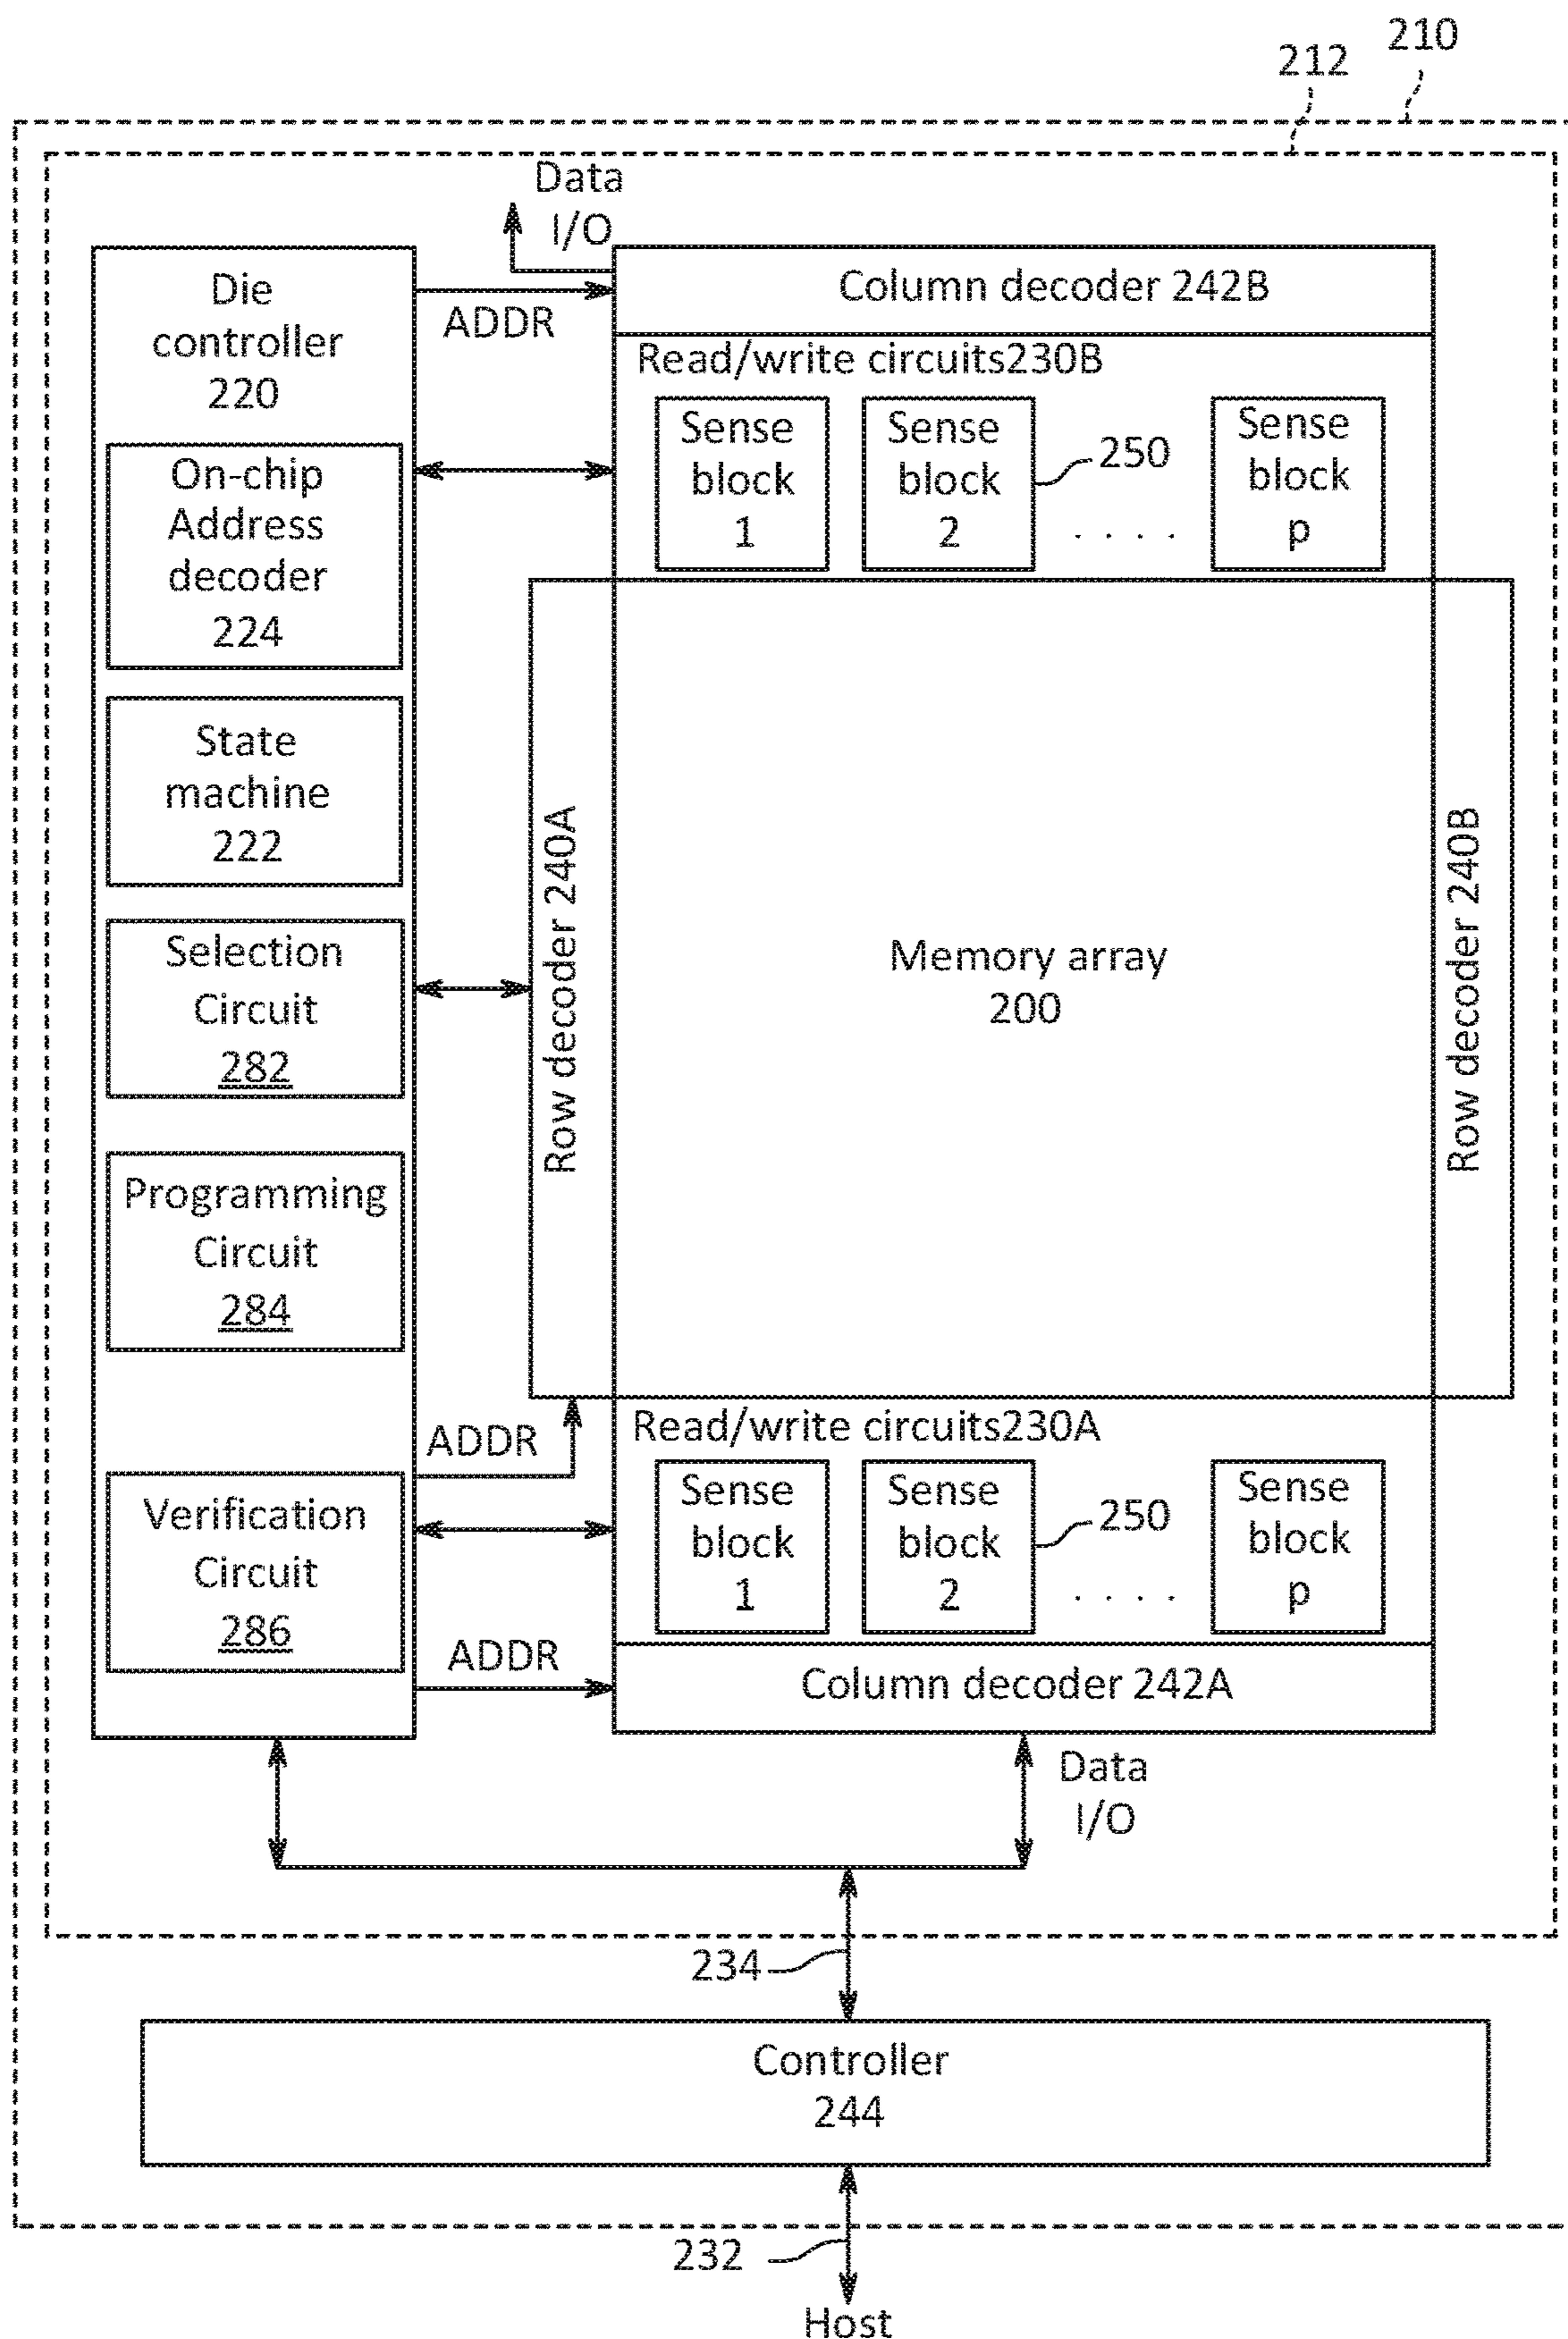 210
212
Data
I/O
Die
controller
220
ADDR
Column decoder 242B
Read/write circuits230B
On-chip
Address
decoder
224
Sense
block
1
Sense
block
2
250
. . . .
Sense
block
p
State
machine
222
Selection
Circuit
282
Programming
Circuit
284
Verification
Circuit
286
Row decoder 240A
Memory array
200
Row decoder 240B
ADDR
Read/write circuits230A
Sense
block
1
Sense
block
2
250
. . . .
Sense
block
p
ADDR
Column decoder 242A
Data
I/O
234
Controller
244
232
Host